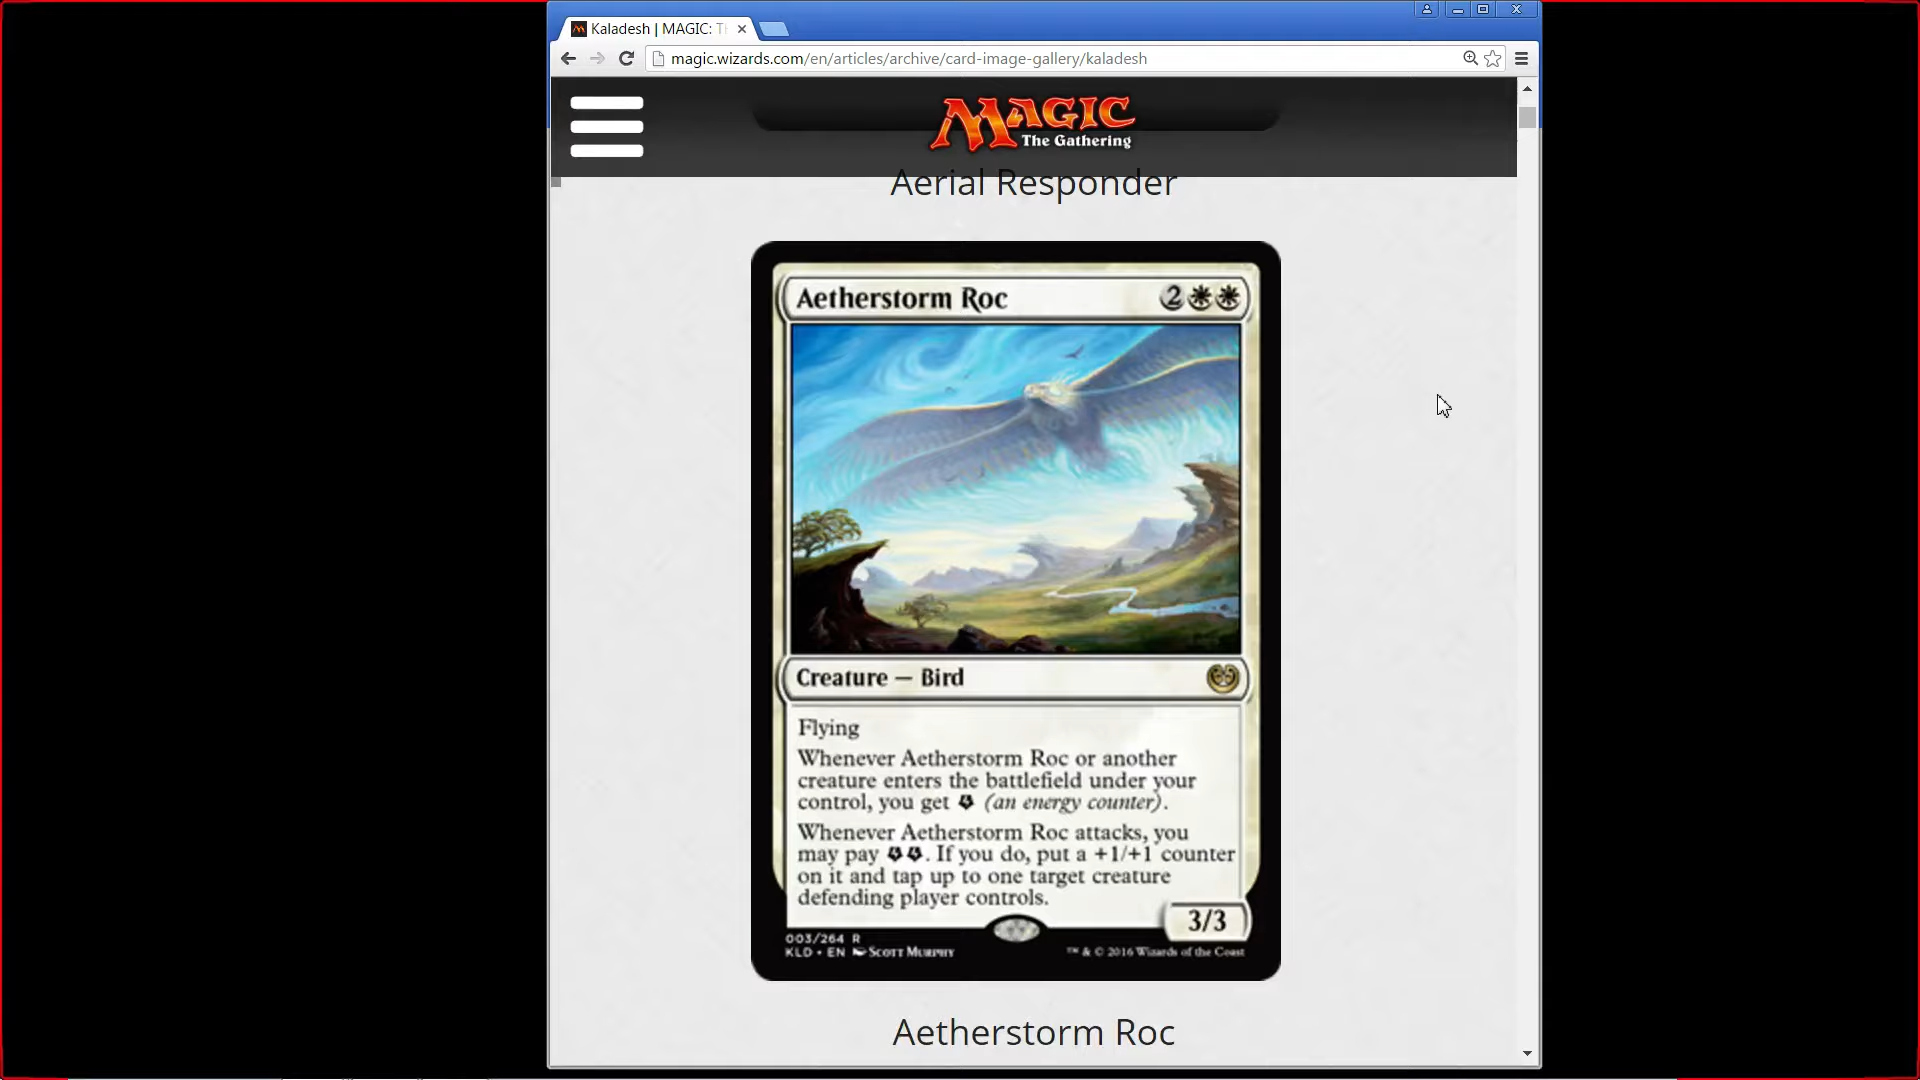 Kaladesh | MAGIC: T
magic.wizards.com/en/articles/archive/card-image-gallery/kaladesh
MAGIC
The Gathering
Aerial Responder
Aetherstorm Roc 2
Creature — Bird
Flying
Whenever Aetherstorm Roc or another
creature enters the battlefield under your
control, you get (an energy counter).
Whenever Aetherstorm Roc attacks, you
may pay . If you do, put a +1/+1 counter
on it and tap up to one target creature
defending player controls.
3/3
003/264 R
KLD • EN Scott Murphy
™ & © 2016 Wizards of the Coast
Aetherstorm Roc